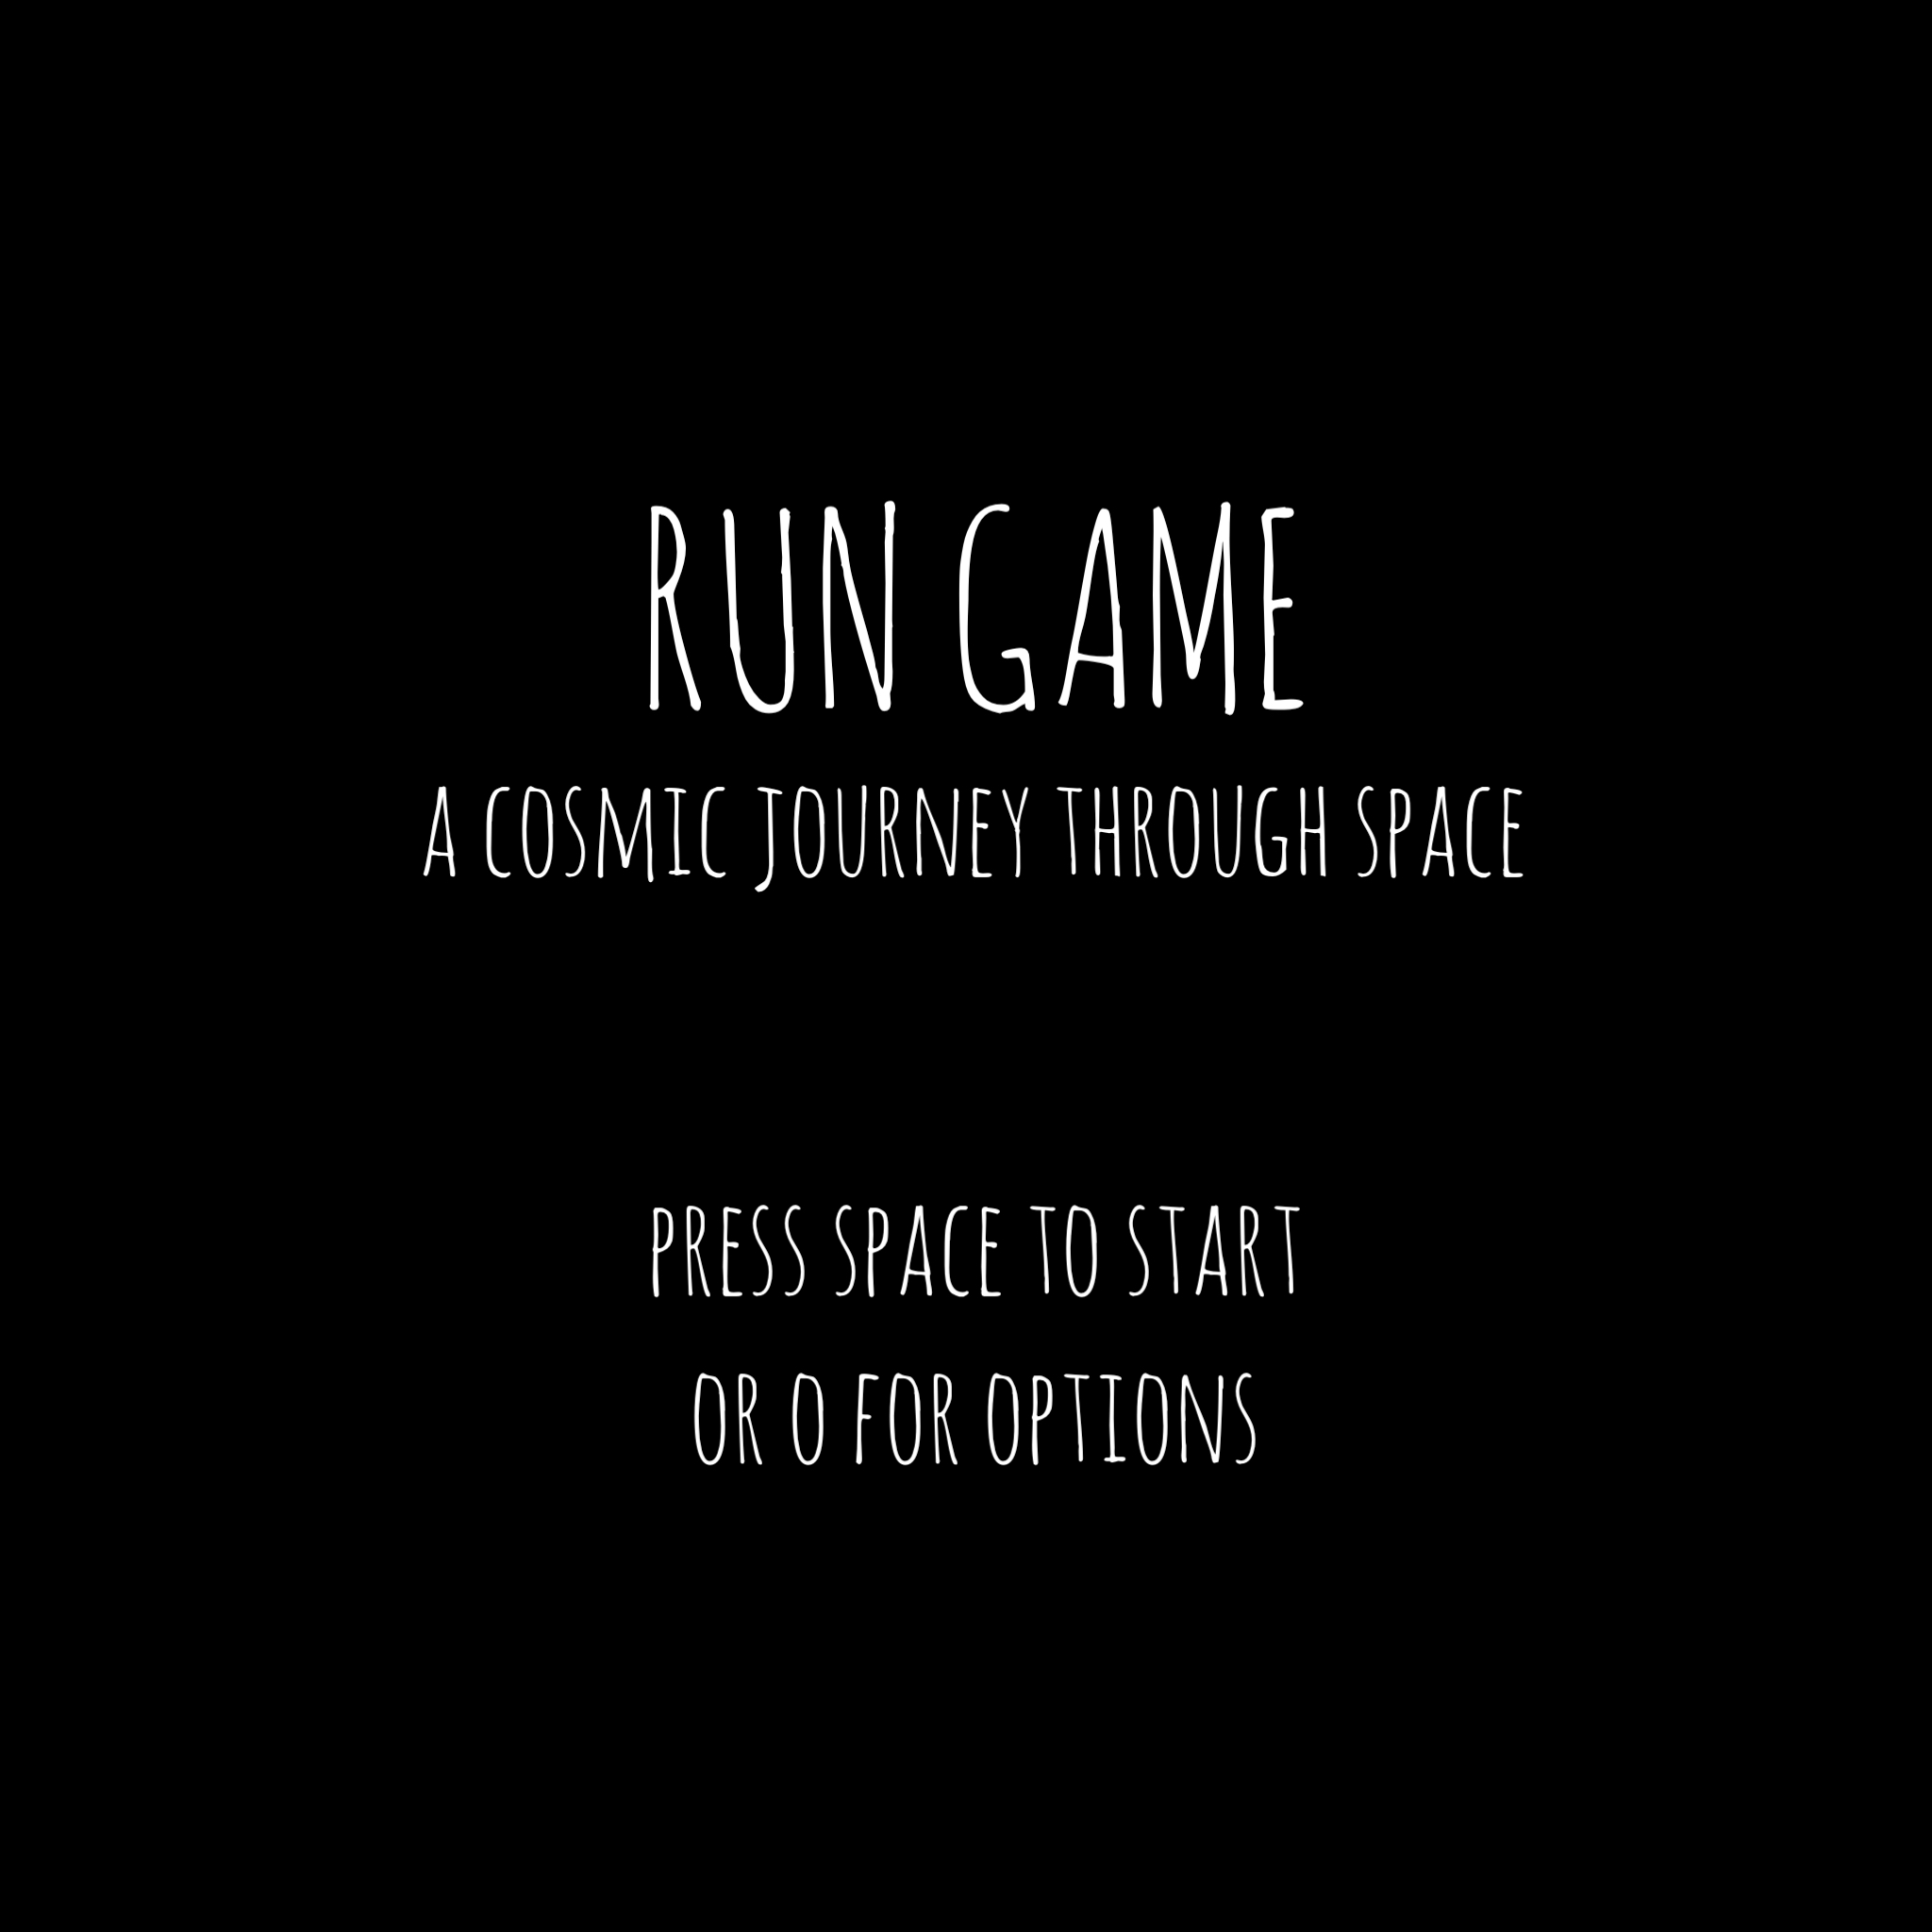 RUN GAME
A COSMIC JOURNEY THROUGH SPACE
PRESS SPACE TO START
OR O FOR OPTIONS